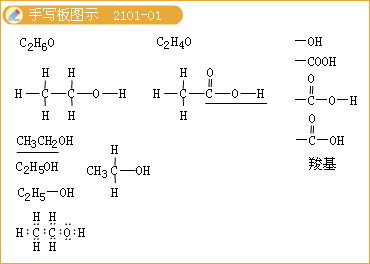 手写板图示 2101-01
C₂H₆O
C₂H₄O
—OH
—COOH
H H
H—C—C—O—H
H H
H O
H—C—C—O—H
H
O
—C—O—H
O
—C—OH
羧基
CH₃CH₂OH
C₂H₅OH
C₂H₅—OH
H
CH₃C—OH
H
H H
H:C:C:O:H
H H